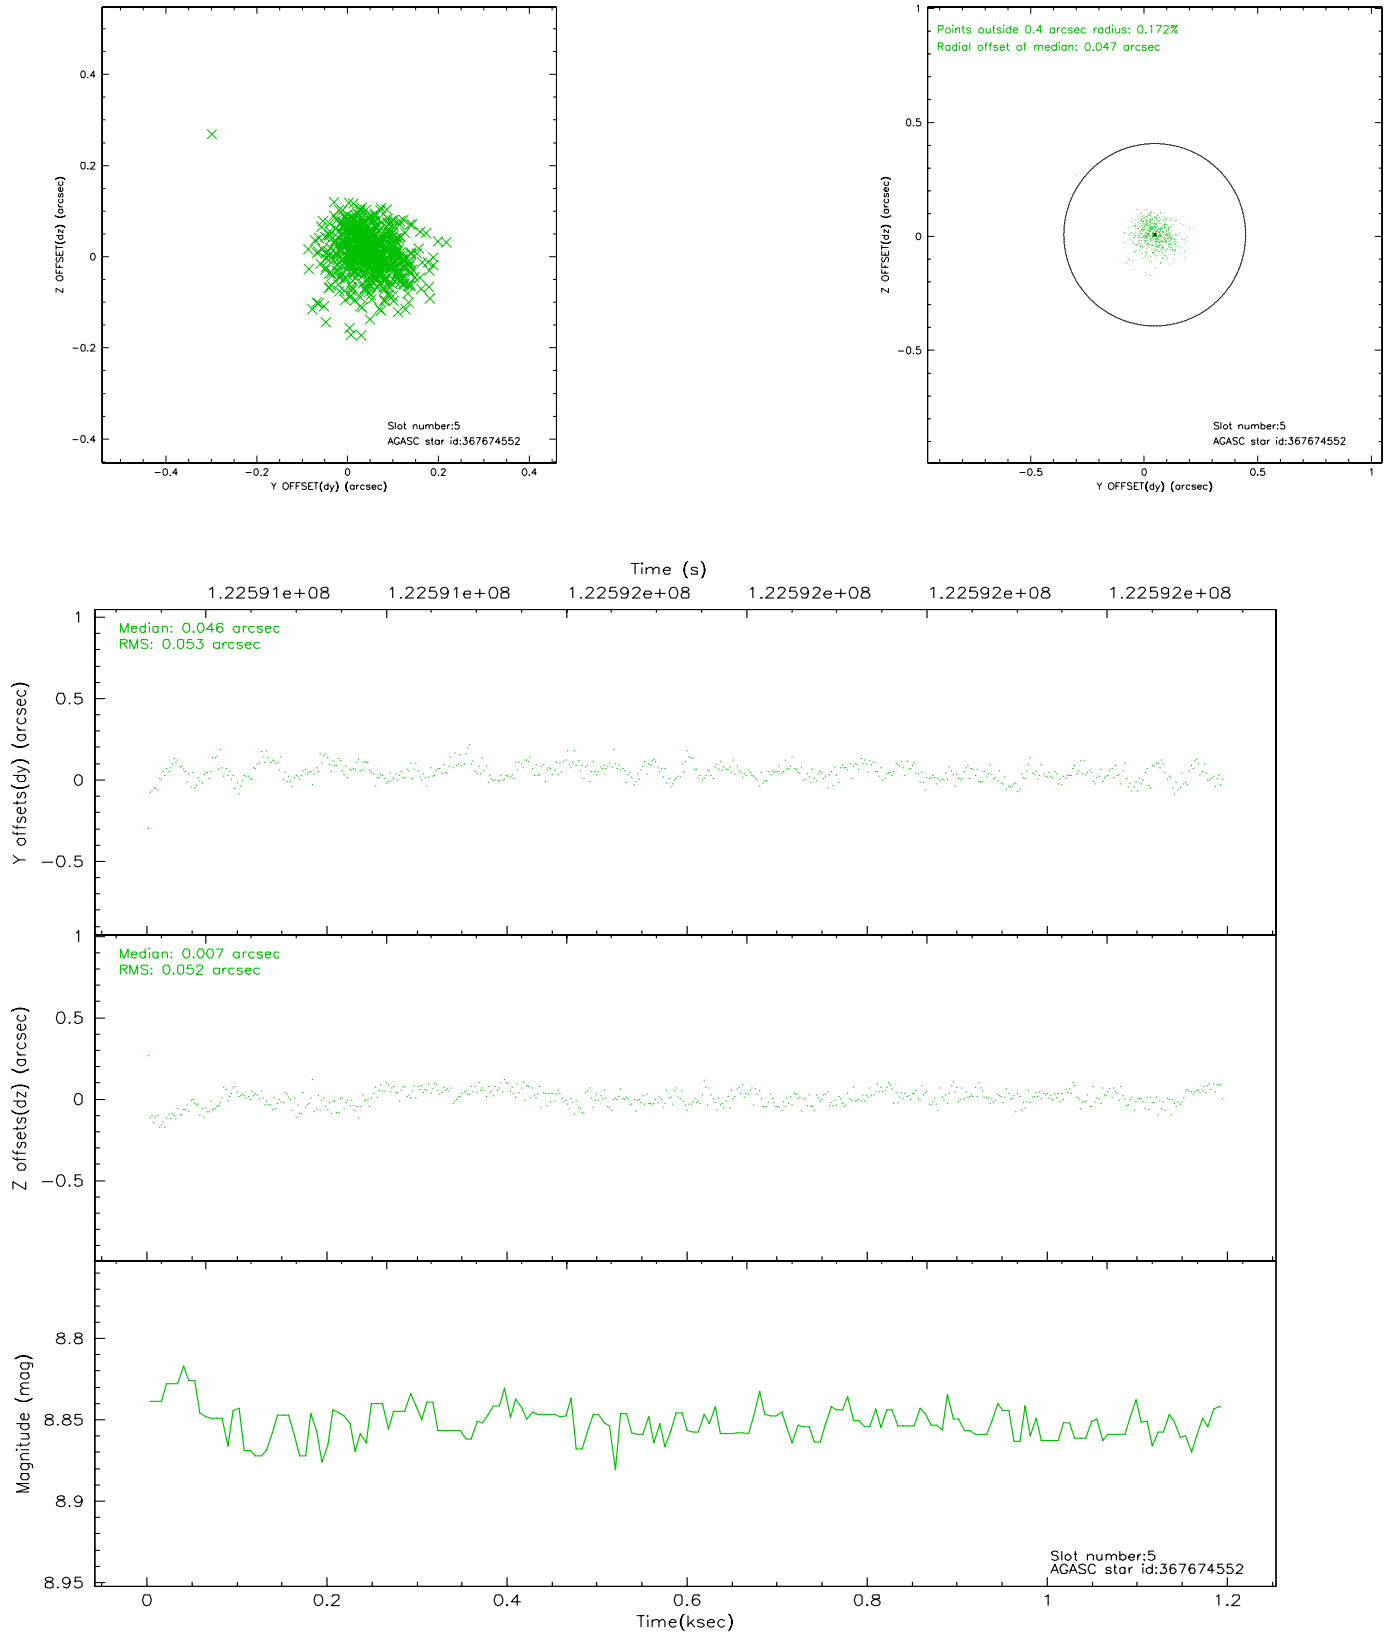 0.4
0.2
0
−0.2
−0.4
Z OFFSET(dz) (arcsec)
Slot number:5
AGASC star id:367674552
−0.4 −0.2 0 0.2 0.4
Y OFFSET(dy) (arcsec)
Points outside 0.4 arcsec radius: 0.172%
Radial offset of median: 0.047 arcsec
1
0.5
0
−0.5
Z OFFSET(dz) (arcsec)
Slot number:5
AGASC star id:367674552
−0.5 0 0.5 1
Y OFFSET(dy) (arcsec)
Time (s)
1.22591e+08 1.22591e+08 1.22592e+08 1.22592e+08 1.22592e+08 1.22592e+08
Median: 0.046 arcsec
RMS: 0.053 arcsec
1
0.5
0
−0.5
Y offsets(dy) (arcsec)
Median: 0.007 arcsec
RMS: 0.052 arcsec
1
0.5
0
−0.5
Z offsets(dz) (arcsec)
8.8
8.85
8.9
8.95
Magnitude (mag)
Slot number:5
AGASC star id:367674552
0 0.2 0.4 0.6 0.8 1 1.2
Time(ksec)